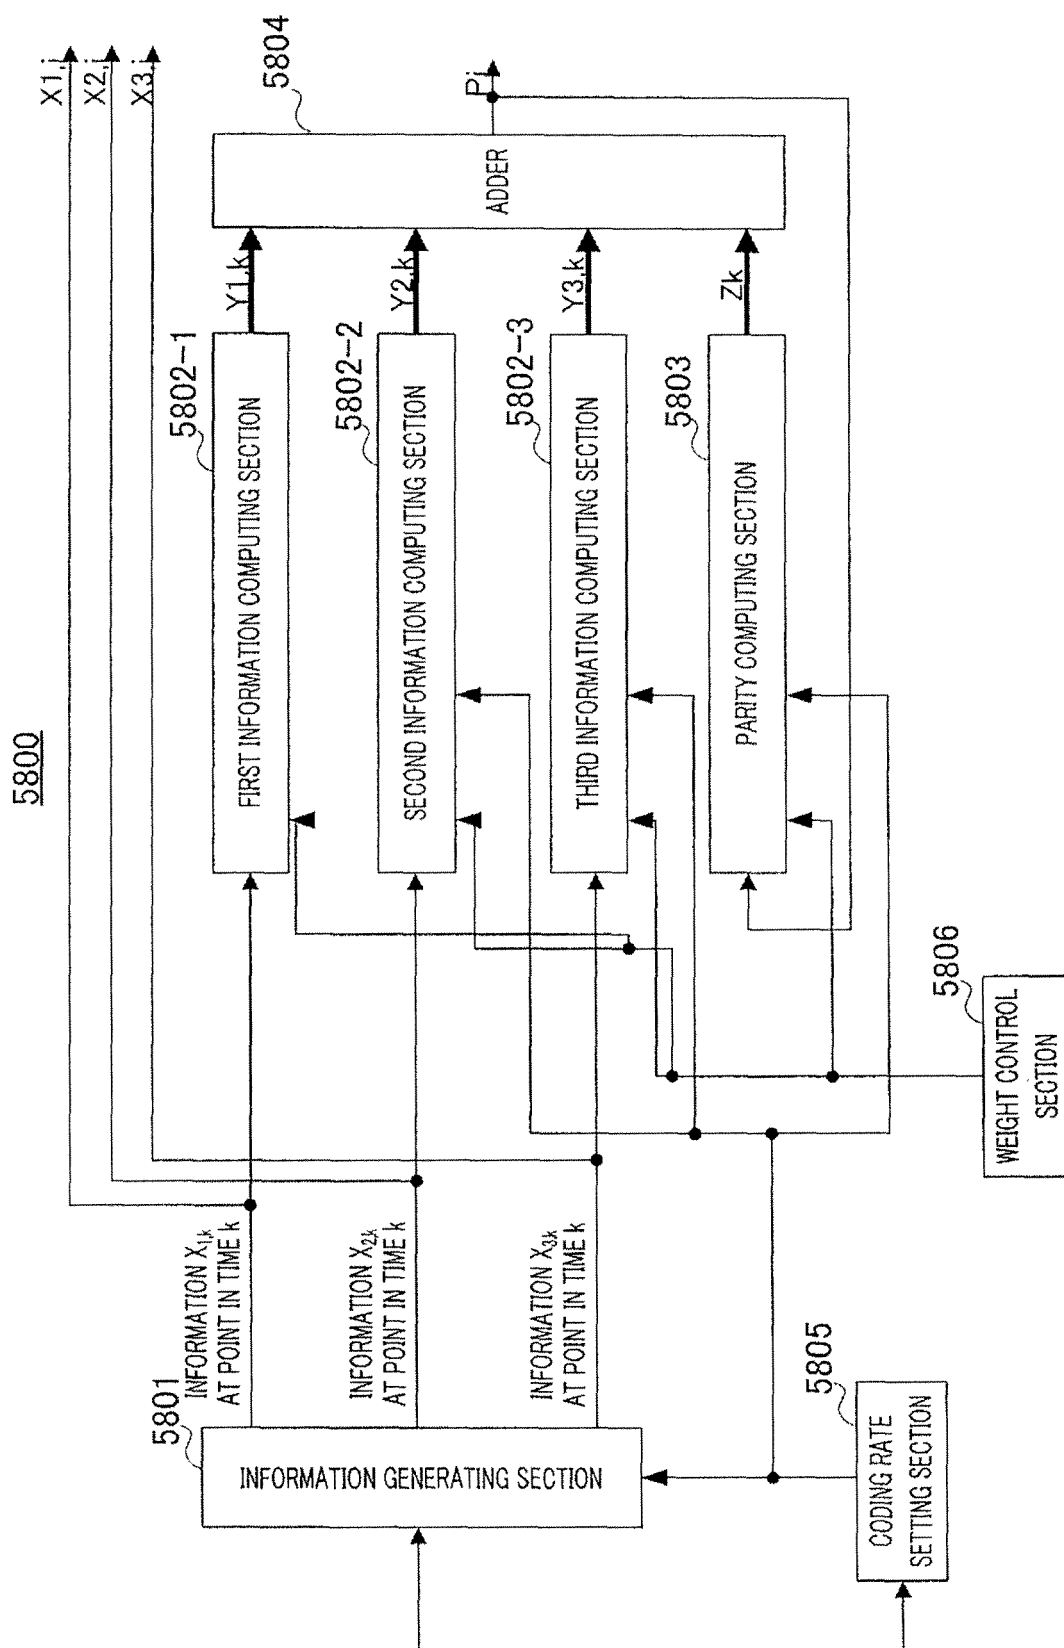 5800
X1,i
X2,i
X3,i
5804
Pi
ADDER
Y1,k
Y2,k
Y3,k
Zk
5802-1
FIRST INFORMATION COMPUTING SECTION
5802-2
SECOND INFORMATION COMPUTING SECTION
5802-3
THIRD INFORMATION COMPUTING SECTION
5803
PARITY COMPUTING SECTION
5806
WEIGHT CONTROL
SECTION
INFORMATION X1,k
AT POINT IN TIME k
INFORMATION X2,k
AT POINT IN TIME k
INFORMATION X3,k
AT POINT IN TIME k
5801
INFORMATION GENERATING SECTION
5805
CODING RATE
SETTING SECTION